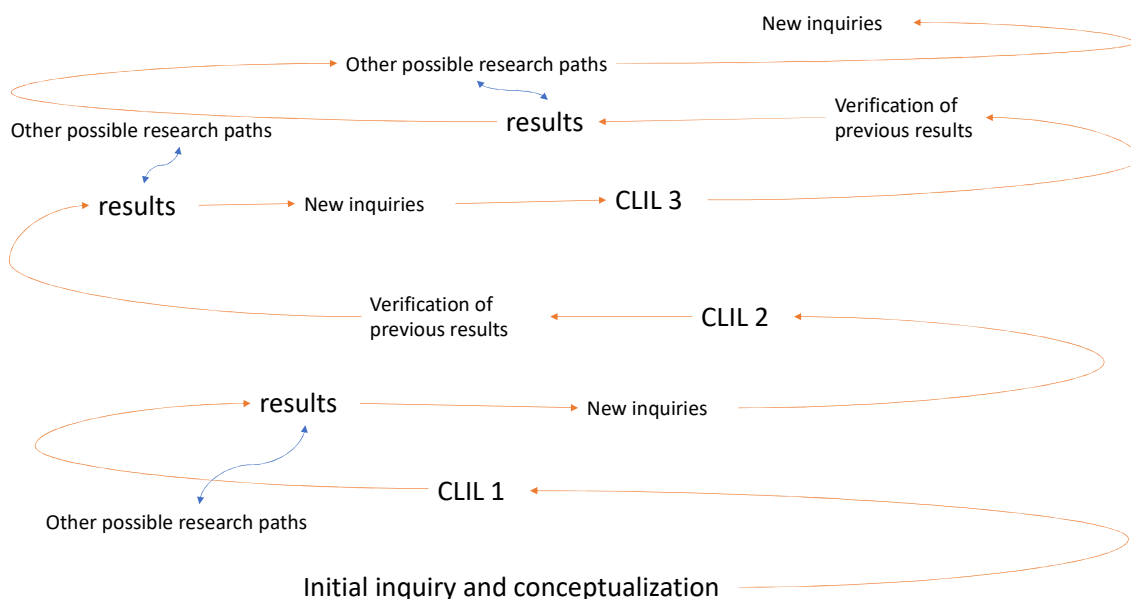 New inquiries
Other possible research paths
Verification of
previous results
results
Other possible research paths
results
New inquiries
CLIL 3
Verification of
previous results
CLIL 2
results
New inquiries
CLIL 1
Other possible research paths
Initial inquiry and conceptualization